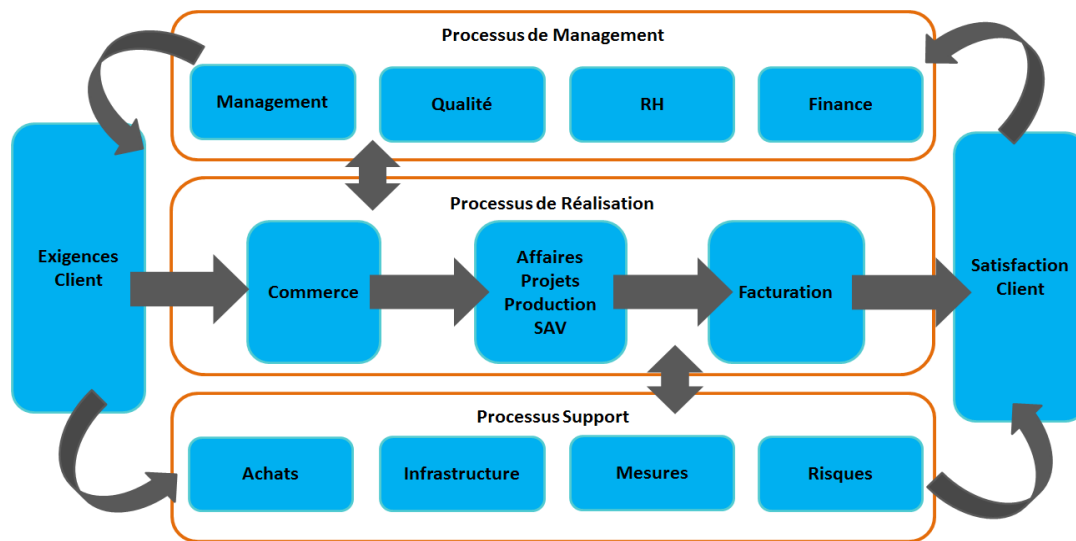 Processus de Management
Management
Qualité
RH
Finance
Exigences
Client
Processus de Réalisation
Commerce
Affaires
Projets
Production
SAV
Facturation
Satisfaction
Client
Processus Support
Achats
Infrastructure
Mesures
Risques